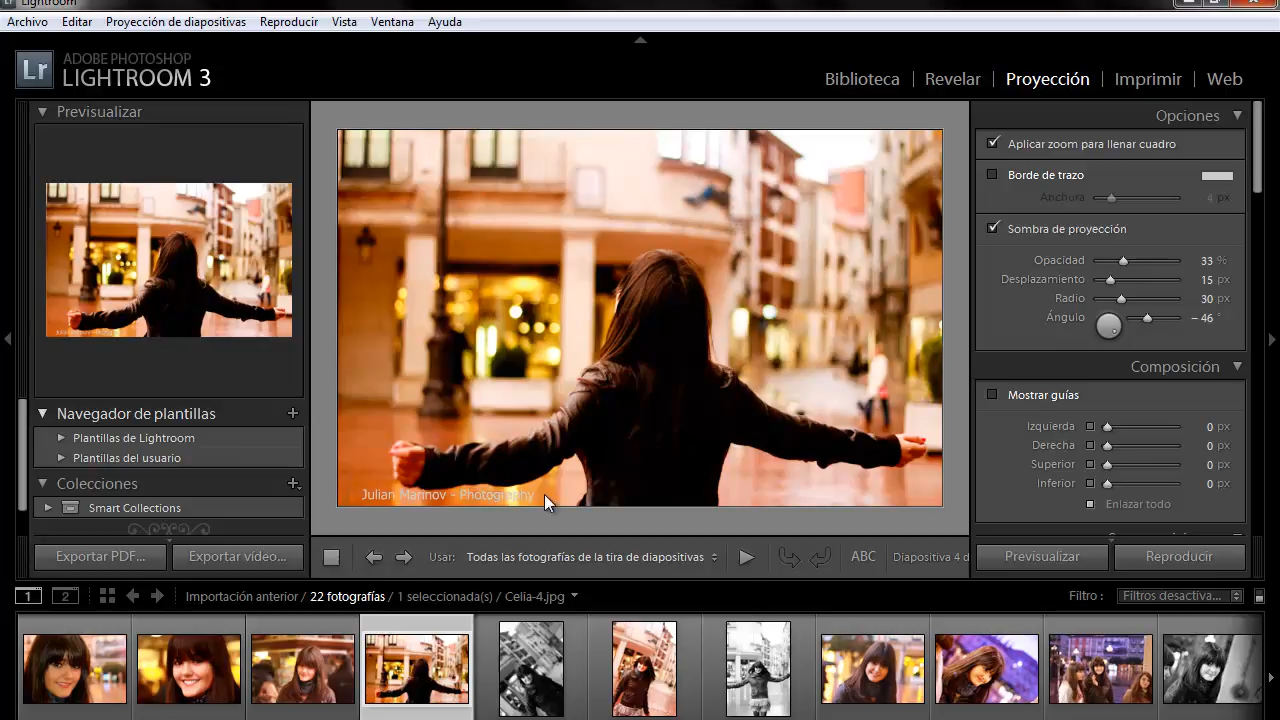 Lightroom
Archivo Editar Proyección de diapositivas Reproducir Vista Ventana Ayuda
Lr ADOBE PHOTOSHOP
LIGHTROOM 3
Biblioteca | Revelar | Proyección | Imprimir | Web
Previsualizar
Navegador de plantillas +
Plantillas de Lightroom
Plantillas del usuario
Colecciones +
Smart Collections
Exportar PDF... Exportar vídeo...
Julian Marinov - Photography
Usar: Todas las fotografías de la tira de diapositivas ABC Diapositiva 4 d
Opciones
Aplicar zoom para llenar cuadro
Borde de trazo
Anchura 4 px
Sombra de proyección
Opacidad 33 %
Desplazamiento 15 px
Radio 30 px
Ángulo - 46 °
Composición
Mostrar guías
Izquierda 0 px
Derecha 0 px
Superior 0 px
Inferior 0 px
Enlazar todo
Previsualizar Reproducir
1 2 Importación anterior / 22 fotografías / 1 seleccionada(s) / Celia-4.jpg Filtro : Filtros desactiva...